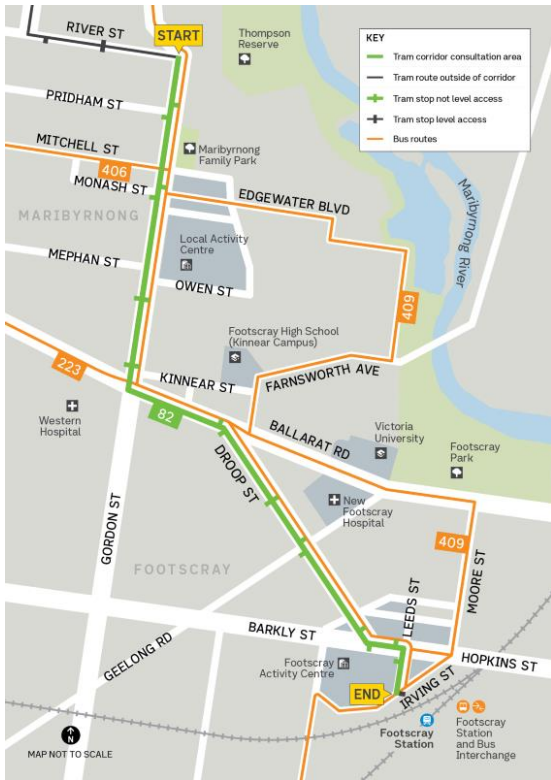 RIVER ST
START
Thompson
Reserve
KEY
Tram corridor consultation area
Tram route outside of corridor
Tram stop not level access
Tram stop level access
Bus routes
PRIDHAM ST
MITCHELL ST
406
Maribyrnong
Family Park
MONASH ST
EDGEWATER BLVD
Maribyrnong River
MARIBYRNONG
Local Activity
Centre
MEPHAN ST
OWEN ST
409
Footscray High School
(Kinnear Campus)
223
KINNEAR ST
FARNSWORTH AVE
82
Western
Hospital
BALLARAT RD
Victoria
University
Footscray
Park
DROOP ST
New
Footscray
Hospital
GORDON ST
409
FOOTSCRAY
MOORE ST
LEEDS ST
BARKLY ST
HOPKINS ST
GEELONG RD
Footscray
Activity Centre
END
IRVING ST
N
MAP NOT TO SCALE
Footscray
Station
Footscray
Station
and Bus
Interchange